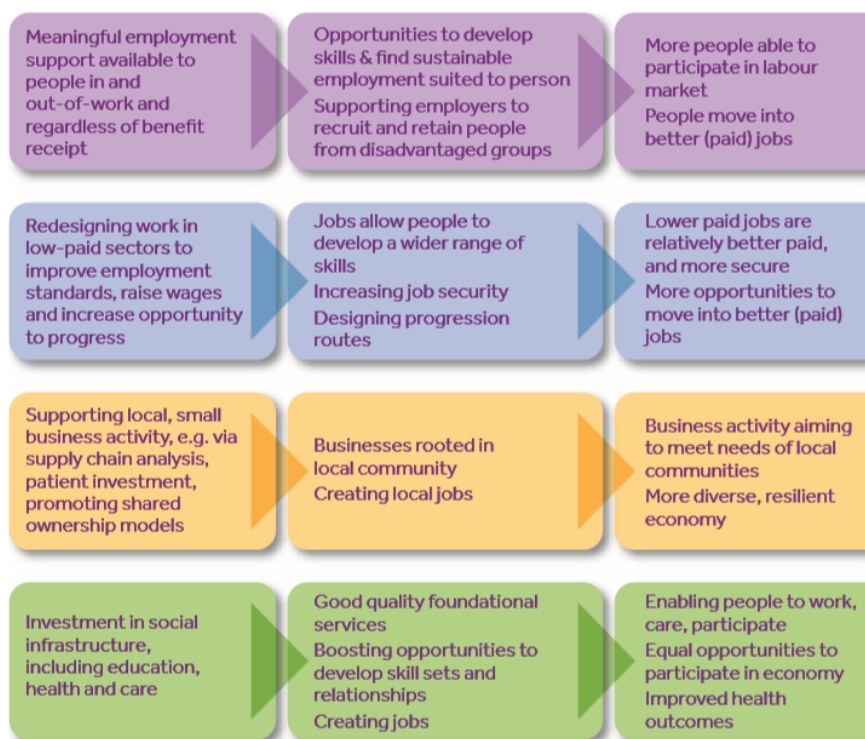 Meaningful employment
support available to
people in and
out-of-work and
regardless of benefit
receipt
Opportunities to develop
skills & find sustainable
employment suited to person
Supporting employers to
recruit and retain people
from disadvantaged groups
More people able to
participate in labour
market
People move into
better (paid) jobs
Redesigning work in
low-paid sectors to
improve employment
standards, raise wages
and increase opportunity
to progress
Jobs allow people to
develop a wider range of
skills
Increasing job security
Designing progression
routes
Lower paid jobs are
relatively better paid,
and more secure
More opportunities to
move into better (paid)
jobs
Supporting local, small
business activity, e.g. via
supply chain analysis,
patient investment,
promoting shared
ownership models
Businesses rooted in
local community
Creating local jobs
Business activity aiming
to meet needs of local
communities
More diverse, resilient
economy
Investment in social
infrastructure,
including education,
health and care
Good quality foundational
services
Boosting opportunities to
develop skill sets and
relationships
Creating jobs
Enabling people to work,
care, participate
Equal opportunities to
participate in economy
Improved health
outcomes